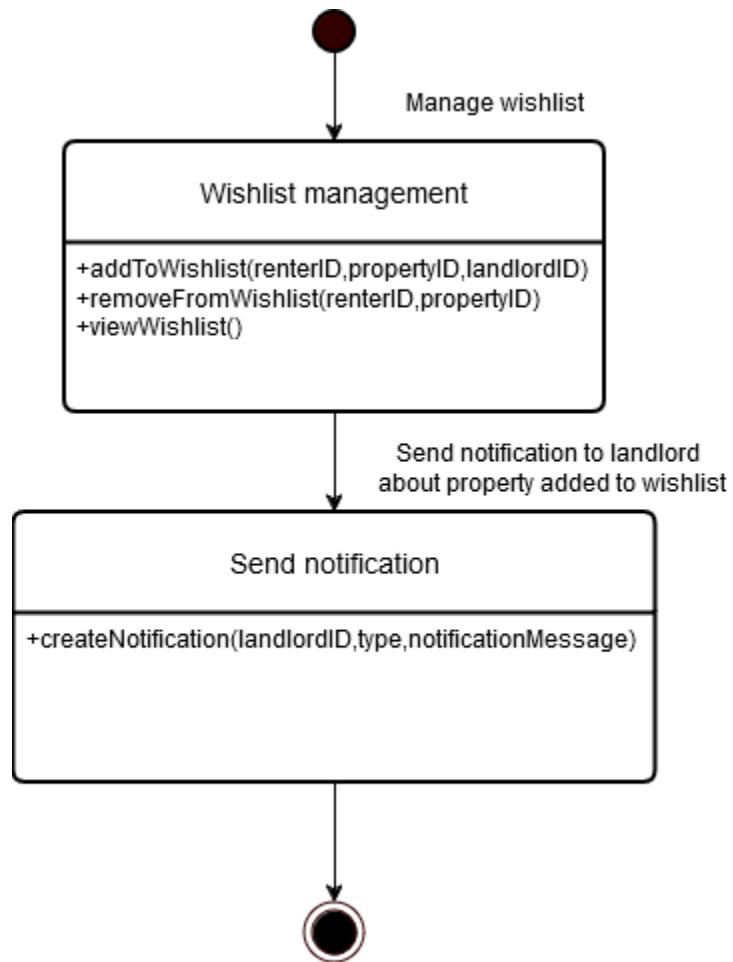 Manage wishlist
Wishlist management
+addToWishlist(renterID,propertyID,landlordID)
+removeFromWishlist(renterID,propertyID)
+viewWishlist()
Send notification to landlord
about property added to wishlist
Send notification
+createNotification(landlordID,type,notificationMessage)